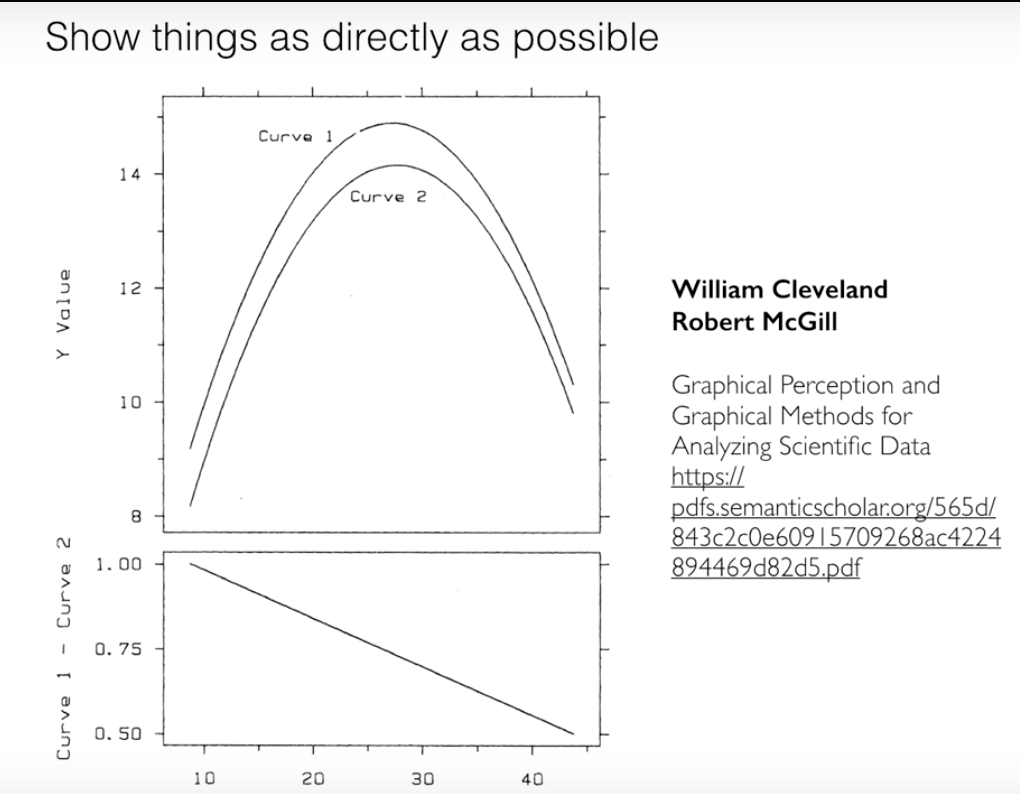 Show things as directly as possible
Curve 1
Curve 2
Y Value
14
12
10
8
Curve 1 - Curve 2
1.00
0.75
0.50
10 20 30 40
William Cleveland
Robert McGill
Graphical Perception and
Graphical Methods for
Analyzing Scientific Data
https://
pdfs.semanticscholar.org/565d/
843c2c0e60915709268ac4224
894469d82d5.pdf